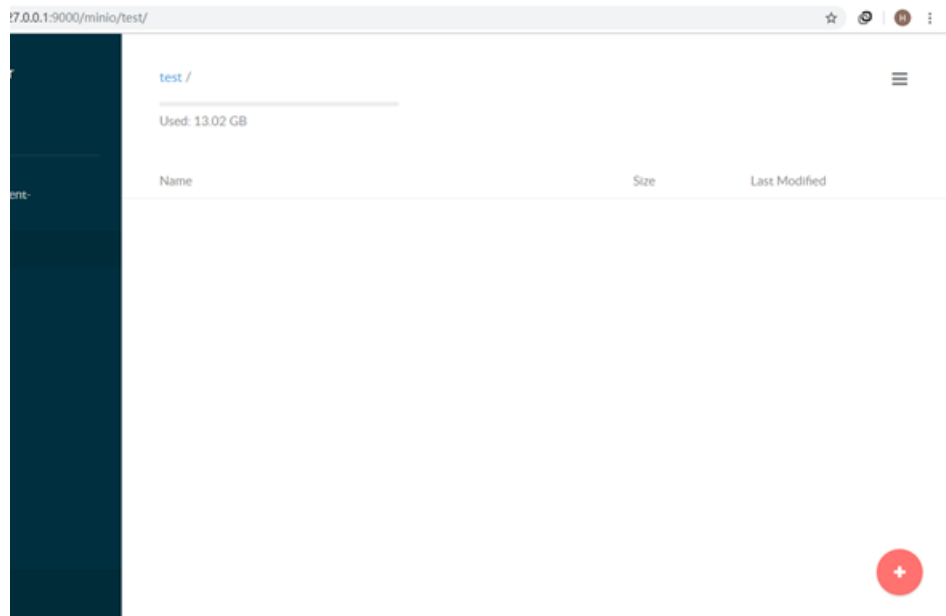 27.0.0.1:9000/minio/test/
H
r
test /
Used: 13.02 GB
ent-
Name Size Last Modified